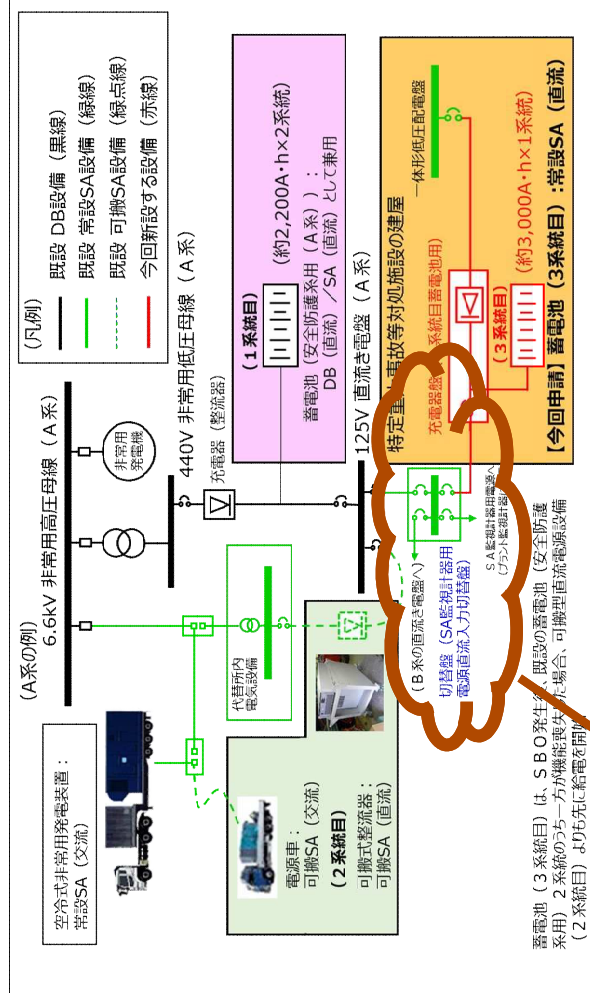 (A系の例)
6.6kV 非常用高圧母線 (A系)
(凡例)
既設 DB設備 (黒線)
既設 常設SA設備 (緑線)
既設 可搬SA設備 (緑点線)
今回新設する設備 (赤線)
空冷式非常用発電装置：
常設SA (交流)
非常用
発電機
440V 非常用低圧母線 (A系)
充電器 (整流器)
代替所内
電気設備
電源車：
可搬SA (交流)
(2系統目)
可搬式整流器：
可搬SA (直流)
(1系統目)
(約2,200A・h×2系統)
蓄電池 (安全防護系用 (A系))：
DB (直流) /SA (直流) として兼用
125V 直流き電盤 (A系)
特定重大事故等対処施設の建屋
一体形低圧配電盤
充電器盤
系統目蓄電池用)
(3系統目)
(約3,000A・h×1系統)
【今回申請】蓄電池 (3系統目)：常設SA (直流)
(B系の直流き電盤へ)
切替盤 (SA監視計器用
電源直流入力切替盤)
SA監視計器用電源へ
(プラント監視計器
蓄電池 (3系統目) は、SBO発生後、既設の蓄電池 (安全防護
系用) 2系統のうち一方が機能喪失した場合、可搬型直流電源設備
(2系統目) よりも先に給電を開始